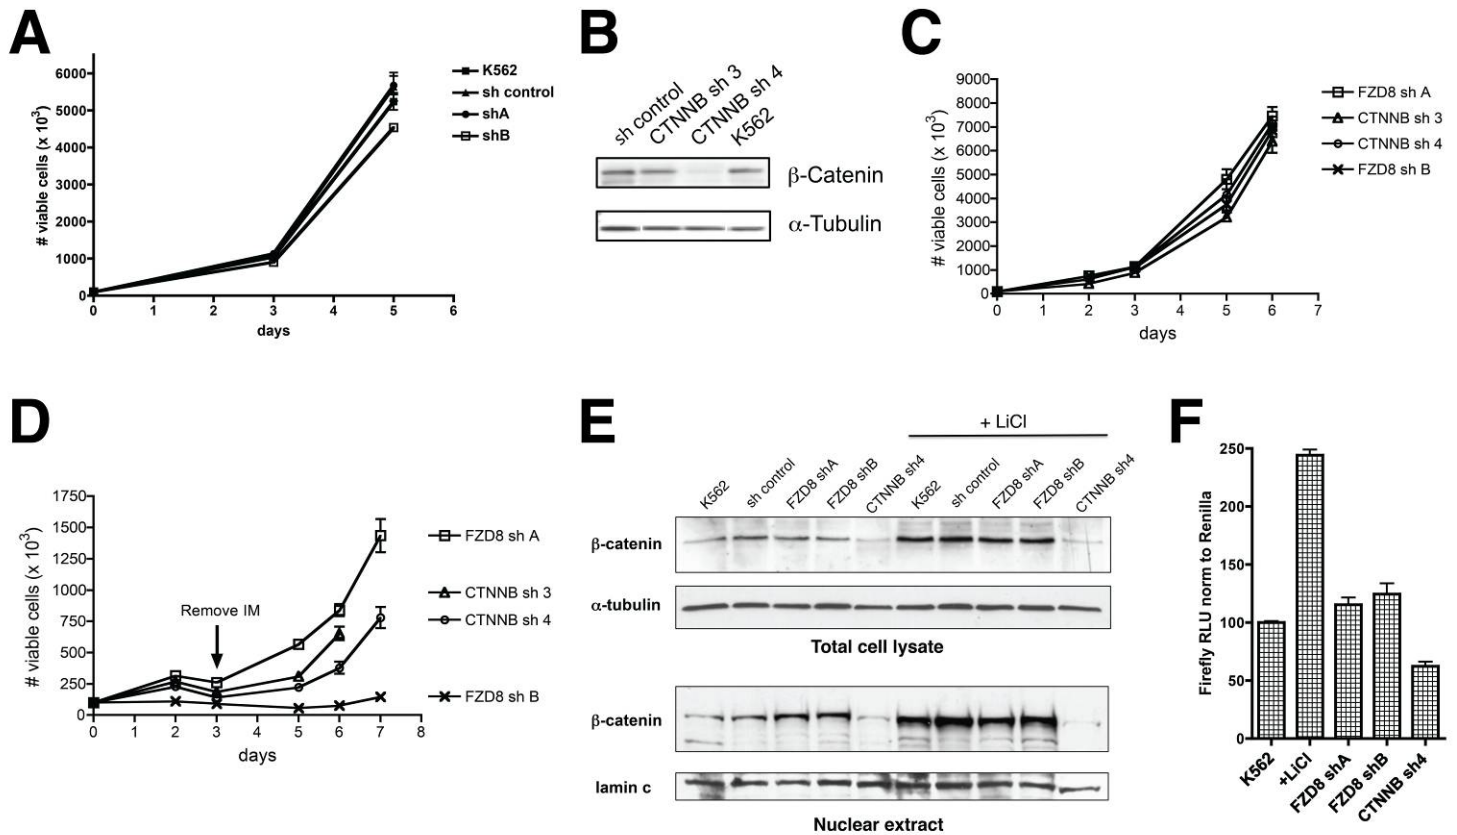 A
# viable cells (x 10³)
6000
5000
4000
3000
2000
1000
0
0 1 2 3 4 5 6
days
K562
sh control
shA
shB
B
sh control
CTNNB sh 3
CTNNB sh 4
K562
β-Catenin
α-Tubulin
C
# viable cells (x 10³)
9000
8000
7000
6000
5000
4000
3000
2000
1000
0
0 1 2 3 4 5 6 7
days
FZD8 sh A
CTNNB sh 3
CTNNB sh 4
FZD8 sh B
D
# viable cells (x 10³)
1750
1500
1250
1000
750
500
250
0
0 1 2 3 4 5 6 7 8
days
Remove IM
FZD8 sh A
CTNNB sh 3
CTNNB sh 4
FZD8 sh B
E
+ LiCl
K562
sh control
FZD8 shA
FZD8 shB
CTNNB sh4
K562
sh control
FZD8 shA
FZD8 shB
CTNNB sh4
β-catenin
α-tubulin
Total cell lysate
β-catenin
lamin c
Nuclear extract
F
Firefly RLU norm to Renilla
250
200
150
100
50
0
K562
+LiCl
FZD8 shA
FZD8 shB
CTNNB sh4